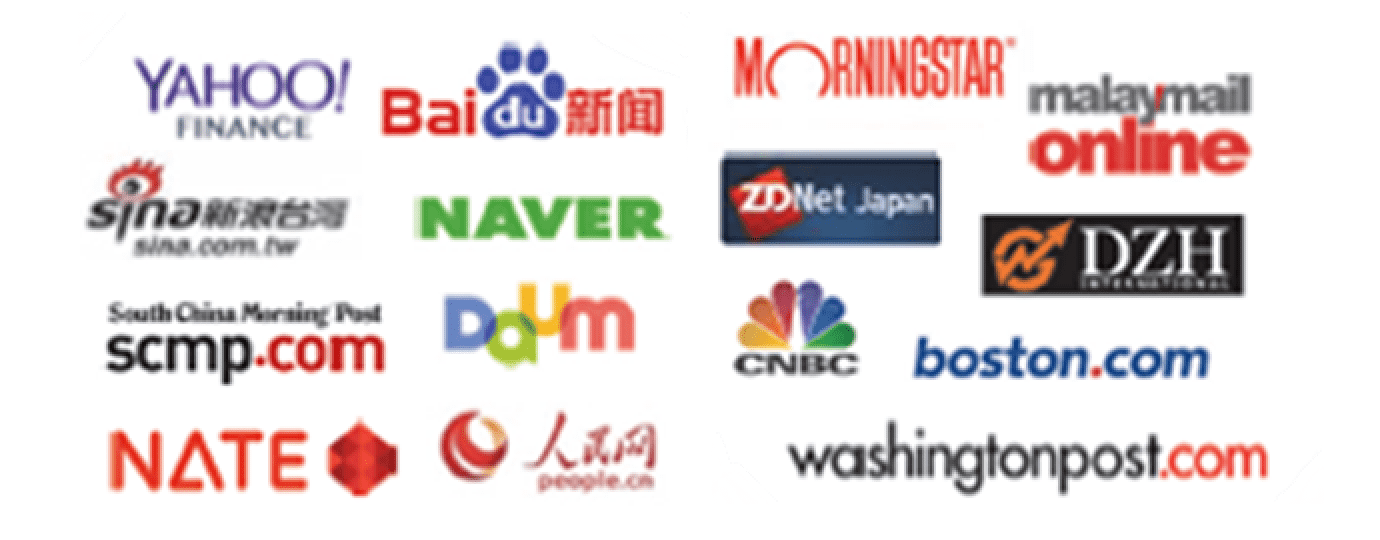 YAHOO!
FINANCE
Baidu新闻
MORNINGSTAR
malaymail
online
sina新浪台灣
sina.com.tw
NAVER
ZDNet Japan
DZH
INTERNATIONAL
South China Morning Post
scmp.com
Daum
CNBC
boston.com
NATE
人民网
people.cn
washingtonpost.com